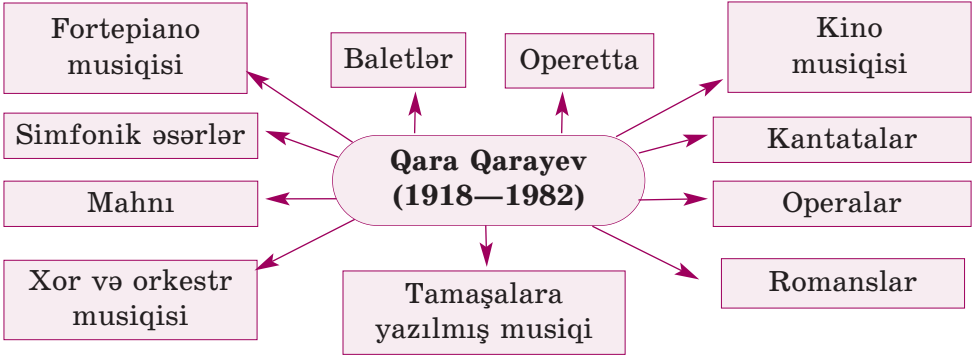 Fortepiano
musiqisi
Baletlər
Operetta
Kino
musiqisi
Simfonik əsərlər
Qara Qarayev
(1918—1982)
Kantatalar
Mahnı
Operalar
Xor və orkestr
musiqisi
Tamaşalara
yazılmış musiqi
Romanslar